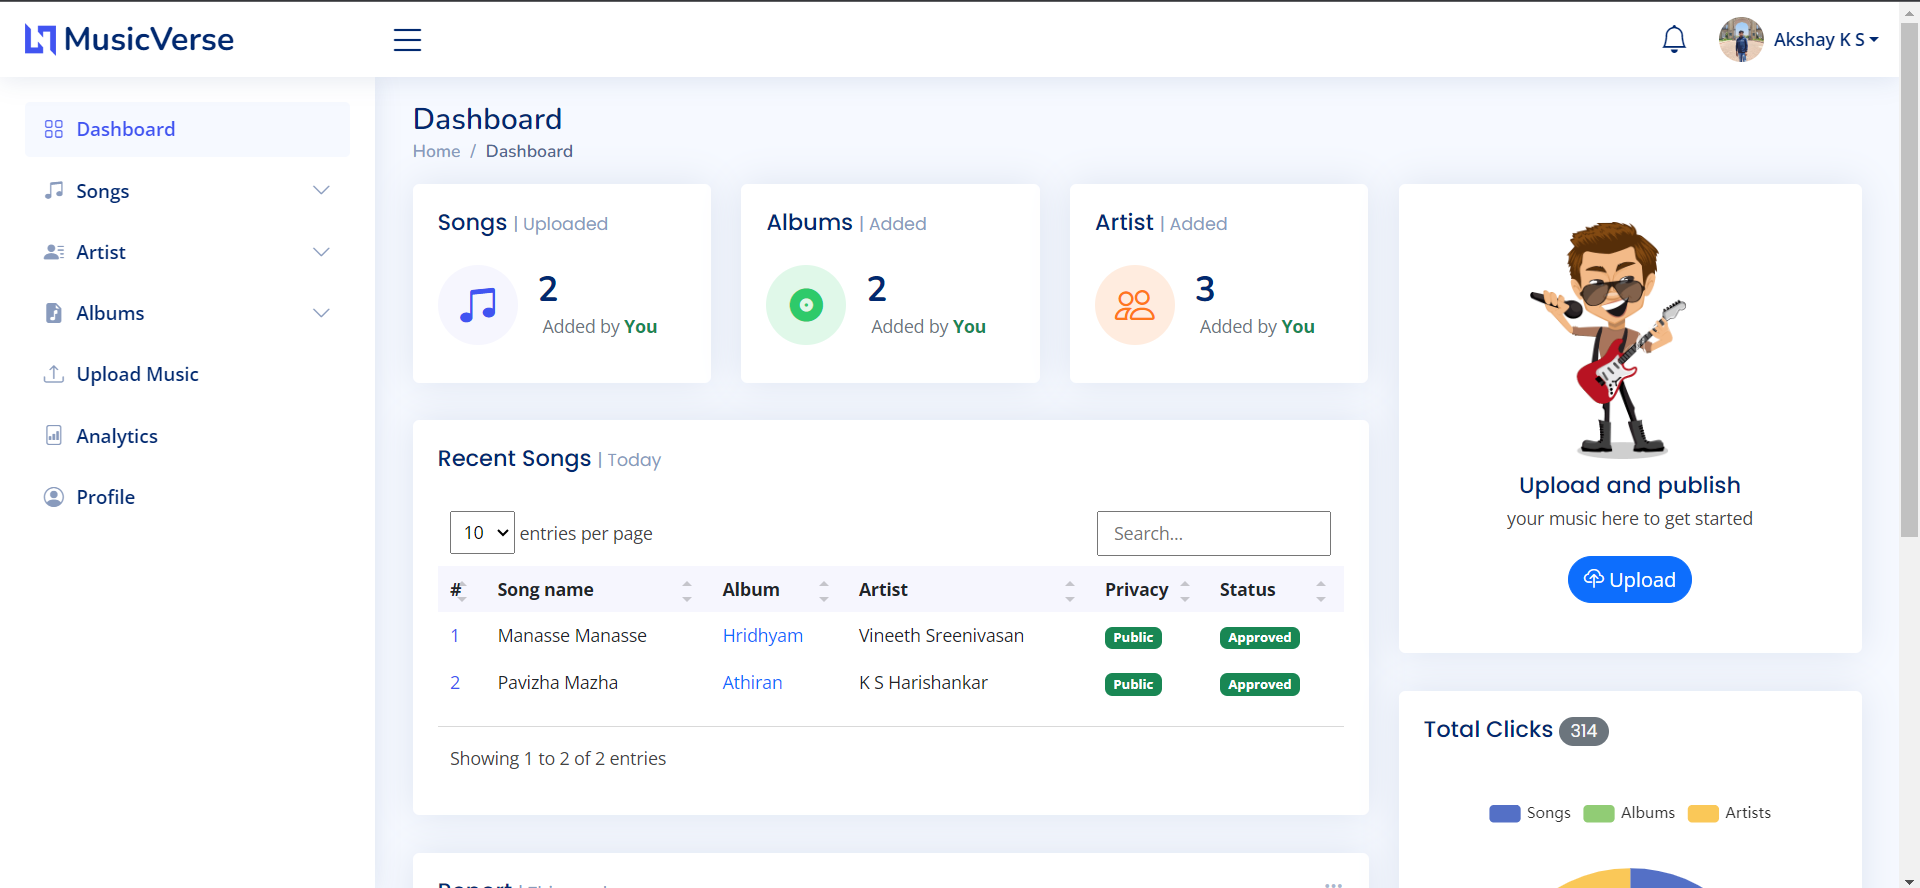 MusicVerse
Akshay K S
Dashboard
Songs
Artist
Albums
Upload Music
Analytics
Profile
Dashboard
Home / Dashboard
Songs | Uploaded
2
Added by You
Albums | Added
2
Added by You
Artist | Added
3
Added by You
Recent Songs | Today
10 entries per page
Search...
# Song name Album Artist Privacy Status
1 Manasse Manasse Hridhyam Vineeth Sreenivasan Public Approved
2 Pavizha Mazha Athiran K S Harishankar Public Approved
Showing 1 to 2 of 2 entries
Upload and publish
your music here to get started
Upload
Total Clicks 314
Songs Albums Artists